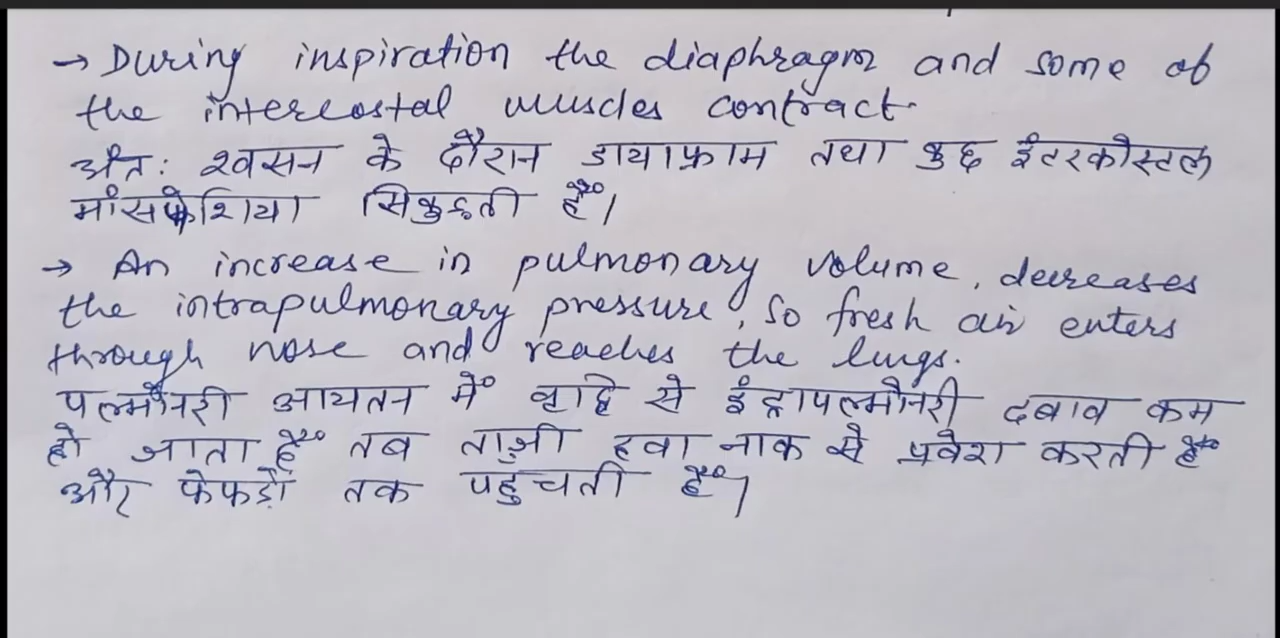 → During inspiration the diaphragm and some of
the intercostal muscles contract.
अंत: श्वसन के दौरान डायाफ्राम तथा कुछ इंटरकोस्टल
मांसपेशिया सिकुड़ती हैं।
→ An increase in pulmonary volume, decreases
the intrapulmonary pressure, So fresh air enters
through nose and reaches the lungs.
पल्मौनरी आयतन में वृद्धि से इंट्रापल्मौनरी दबाव कम
हो जाता हैं तब ताज़ी हवा नाक से प्रवेश करती हैं
और फेफड़ों तक पहुचती हैं।